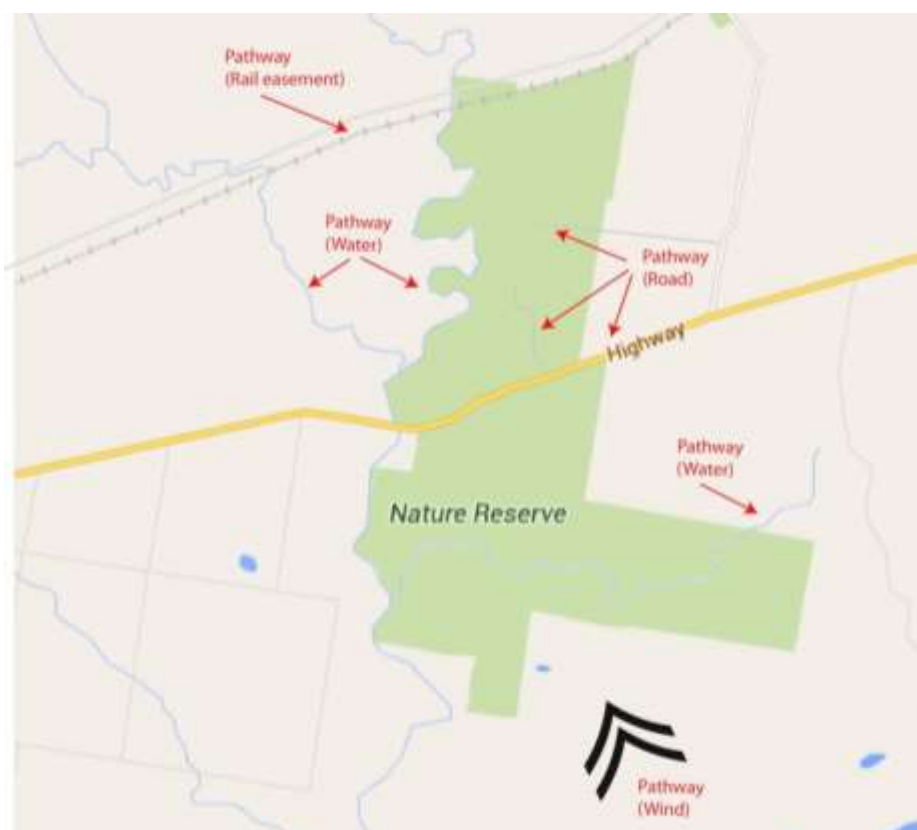 Pathway
(Rail easement)
Pathway
(Water)
Pathway
(Road)
Highway
Pathway
(Water)
Nature Reserve
Pathway
(Wind)